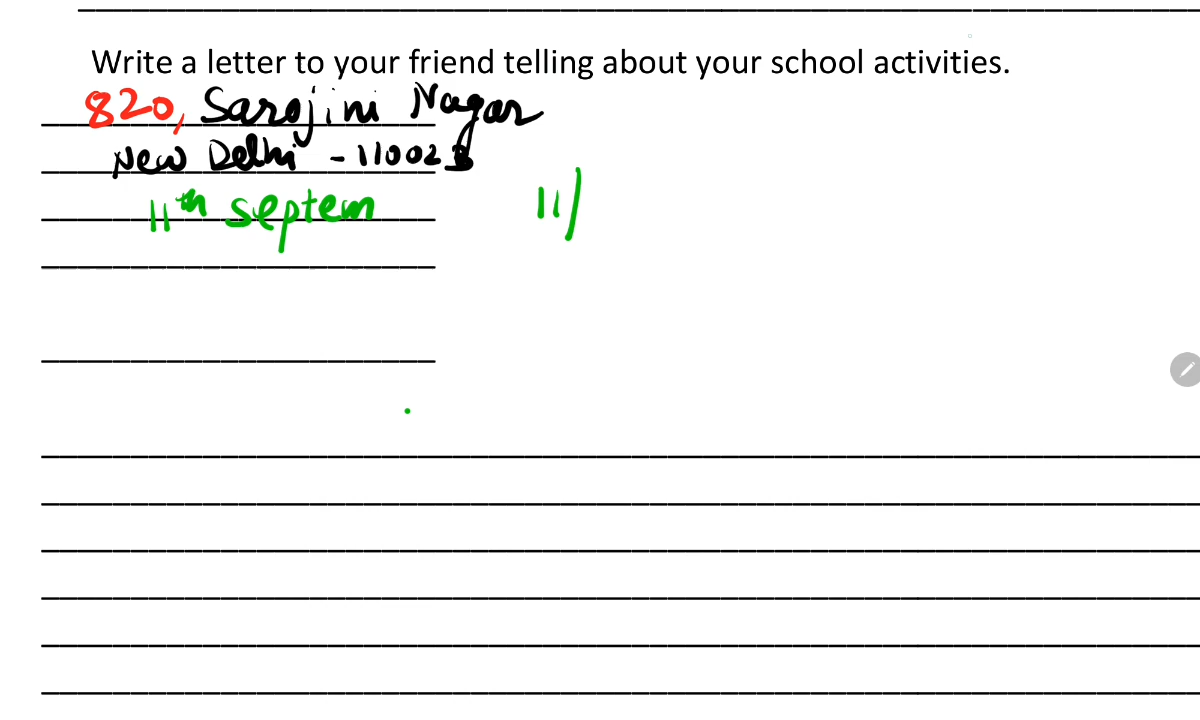 Write a letter to your friend telling about your school activities.
820, Sarojini Nagar
New Delhi - 110023
11th septem 11/